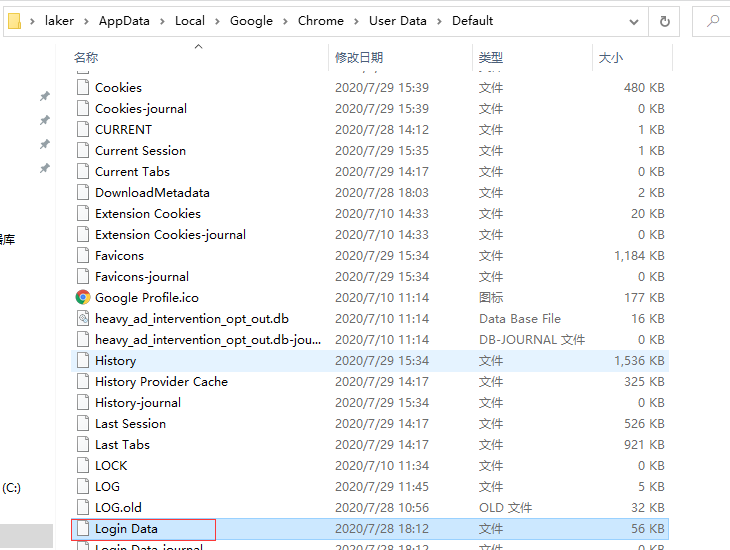 laker > AppData > Local > Google > Chrome > User Data > Default
名称 修改日期 类型 大小
Cookies 2020/7/29 15:39 文件 480 KB
Cookies-journal 2020/7/29 15:39 文件 0 KB
CURRENT 2020/7/28 14:12 文件 1 KB
Current Session 2020/7/29 15:35 文件 1 KB
Current Tabs 2020/7/29 14:17 文件 0 KB
DownloadMetadata 2020/7/28 18:03 文件 2 KB
Extension Cookies 2020/7/10 14:33 文件 20 KB
Extension Cookies-journal 2020/7/10 14:33 文件 0 KB
库
Favicons 2020/7/29 15:34 文件 1,184 KB
Favicons-journal 2020/7/29 15:34 文件 0 KB
Google Profile.ico 2020/7/10 11:14 图标 177 KB
heavy_ad_intervention_opt_out.db 2020/7/10 11:14 Data Base File 16 KB
heavy_ad_intervention_opt_out.db-jou... 2020/7/10 11:14 DB-JOURNAL 文件 0 KB
History 2020/7/29 15:34 文件 1,536 KB
History Provider Cache 2020/7/29 14:17 文件 325 KB
History-journal 2020/7/29 15:34 文件 0 KB
Last Session 2020/7/29 14:17 文件 526 KB
Last Tabs 2020/7/29 14:17 文件 921 KB
LOCK 2020/7/10 11:34 文件 0 KB
(C:)
LOG 2020/7/29 11:45 文件 5 KB
LOG.old 2020/7/28 10:56 OLD 文件 32 KB
Login Data 2020/7/28 18:12 文件 56 KB
Login Data-journal 2020/7/28 18:12 文件 0 KB